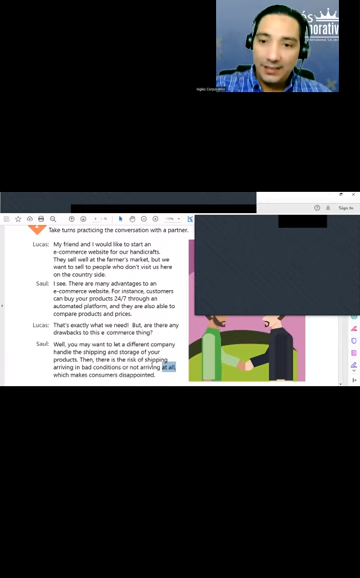 Inglés Corporativo
Sign In
Take turns practicing the conversation with a partner.
Lucas: My friend and I would like to start an
e-commerce website for our handicrafts.
They sell well at the farmer's market, but we
want to sell to people who don't visit us here
on the country side.
Saul: I see. There are many advantages to an
e-commerce website. For instance, customers
can buy your products 24/7 through an
automated platform, and they are also able to
compare products and prices.
Lucas: That's exactly what we need! But, are there any
drawbacks to this e commerce thing?
Saul: Well, you may want to let a different company
handle the shipping and storage of your
products. Then, there is the risk of shipping
arriving in bad conditions or not arriving at all,
which makes consumers disappointed.